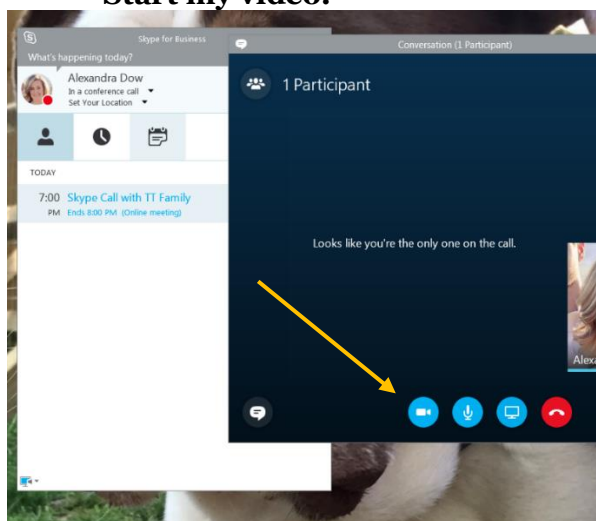 Start my video.
Skype for Business
What's happening today?
Alexandra Dow
In a conference call
Set Your Location
TODAY
7:00 Skype Call with TT Family
PM Ends 8:00 PM (Online meeting)
Conversation (1 Participant)
1 Participant
Looks like you're the only one on the call.